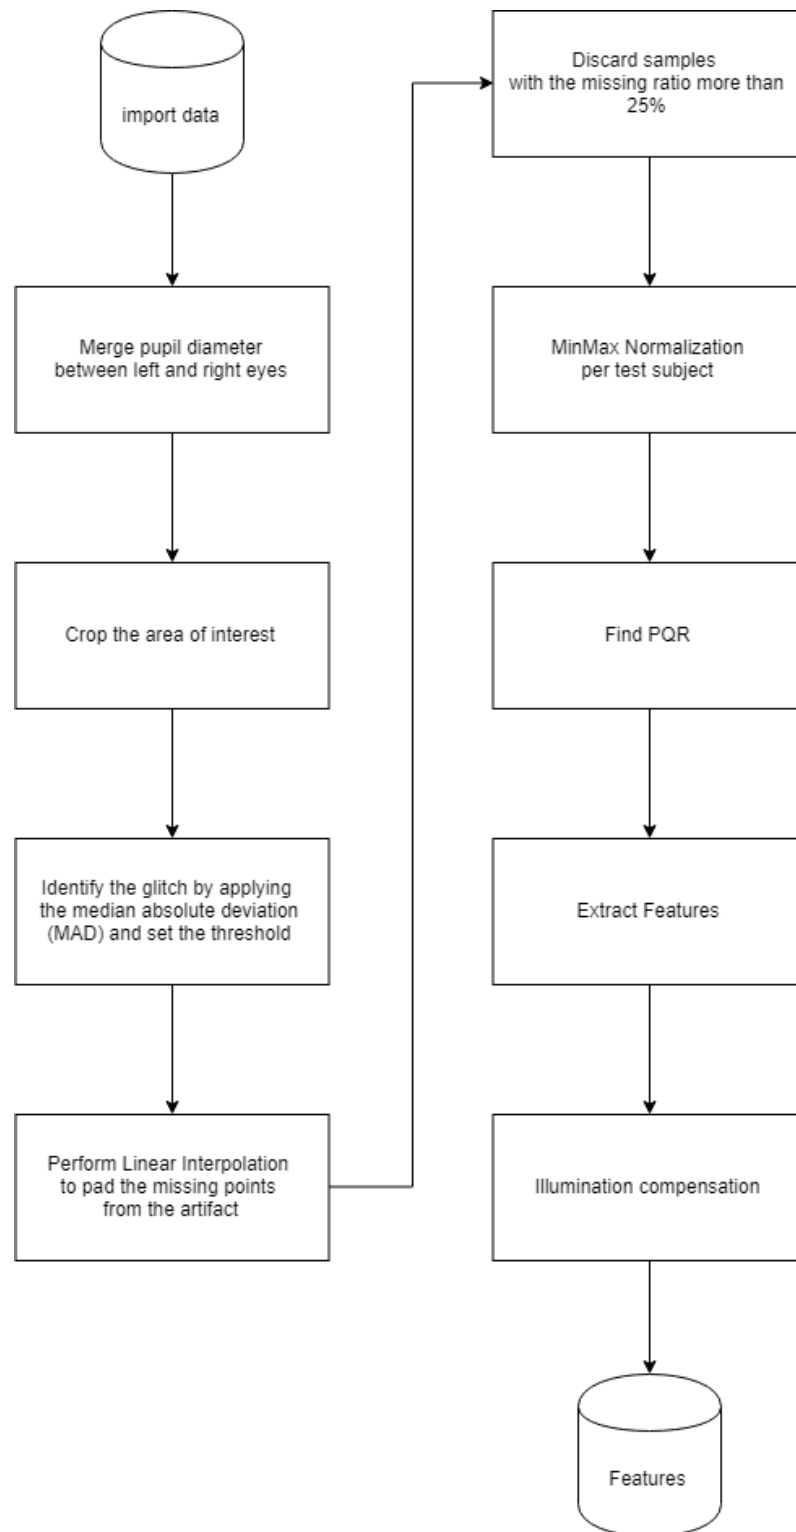 import data
Merge pupil diameter
between left and right eyes
Crop the area of interest
Identify the glitch by applying
the median absolute deviation
(MAD) and set the threshold
Perform Linear Interpolation
to pad the missing points
from the artifact
Discard samples
with the missing ratio more than
25%
MinMax Normalization
per test subject
Find PQR
Extract Features
Illumination compensation
Features